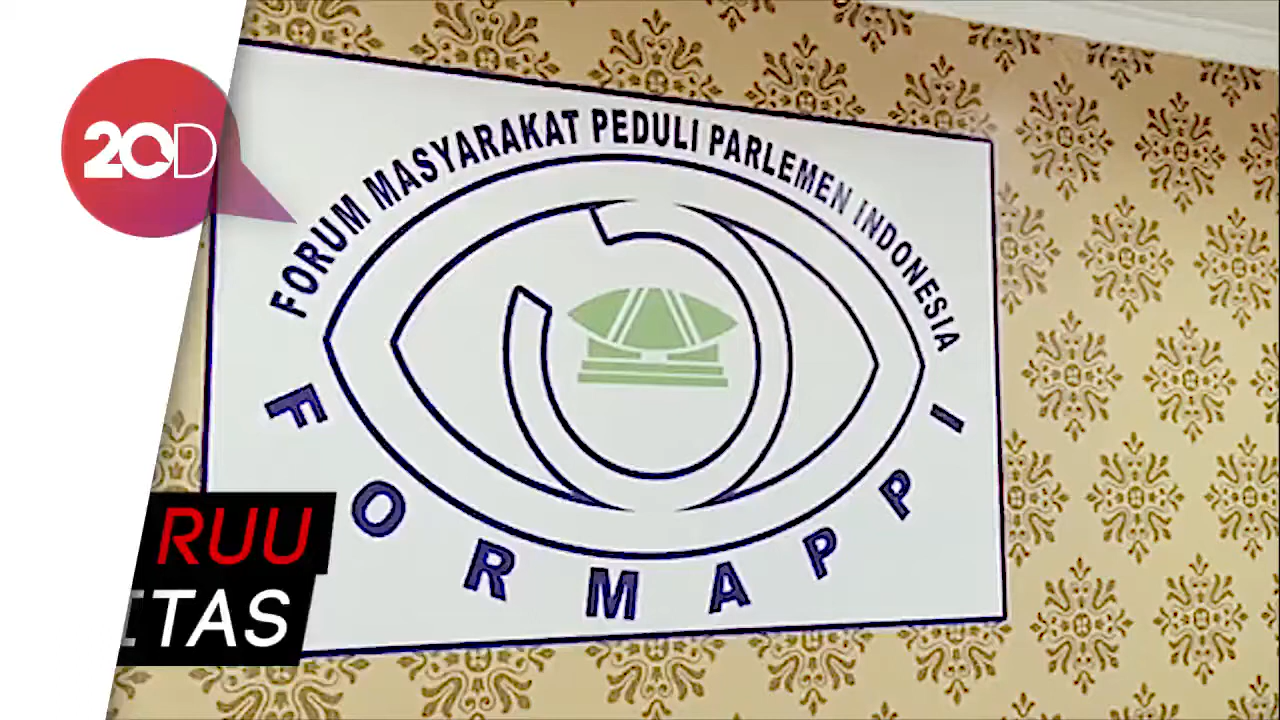 20D
FORUM MASYARAKAT PEDULI PARLEMEN INDONESIA
FORMAPPI
RUU
ITAS